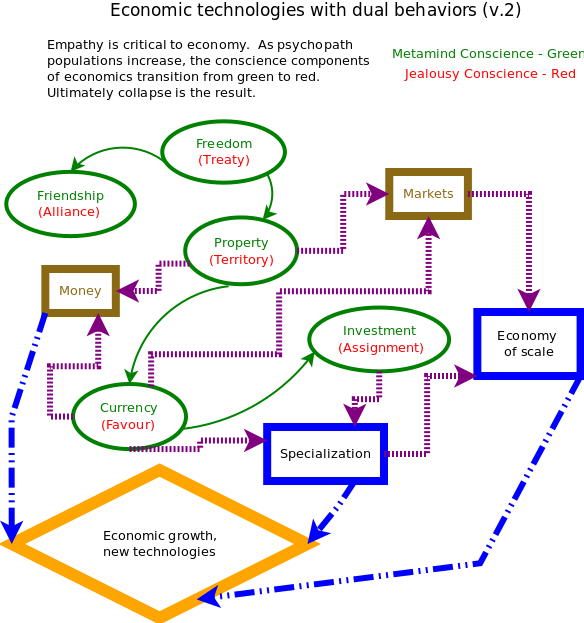 Economic technologies with dual behaviors (v.2)
Empathy is critical to economy.  As psychopath
populations increase, the conscience components
of economics transition from green to red.
Ultimately collapse is the result.
Metamind Conscience - Green
Jealousy Conscience - Red
Freedom
(Treaty)
Friendship
(Alliance)
Markets
Property
(Territory)
Money
Investment
(Assignment)
Economy
of scale
Currency
(Favour)
Specialization
Economic growth,
new technologies